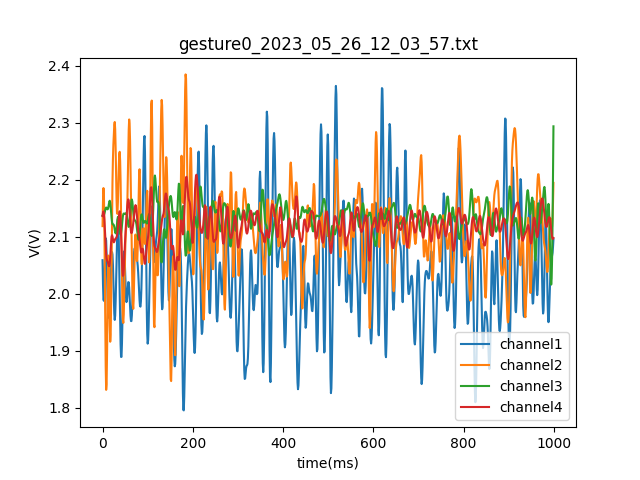 gesture0_2023_05_26_12_03_57.txt
V(V)
2.4
2.3
2.2
2.1
2.0
1.9
1.8
0
200
400
600
800
1000
time(ms)
channel1
channel2
channel3
channel4